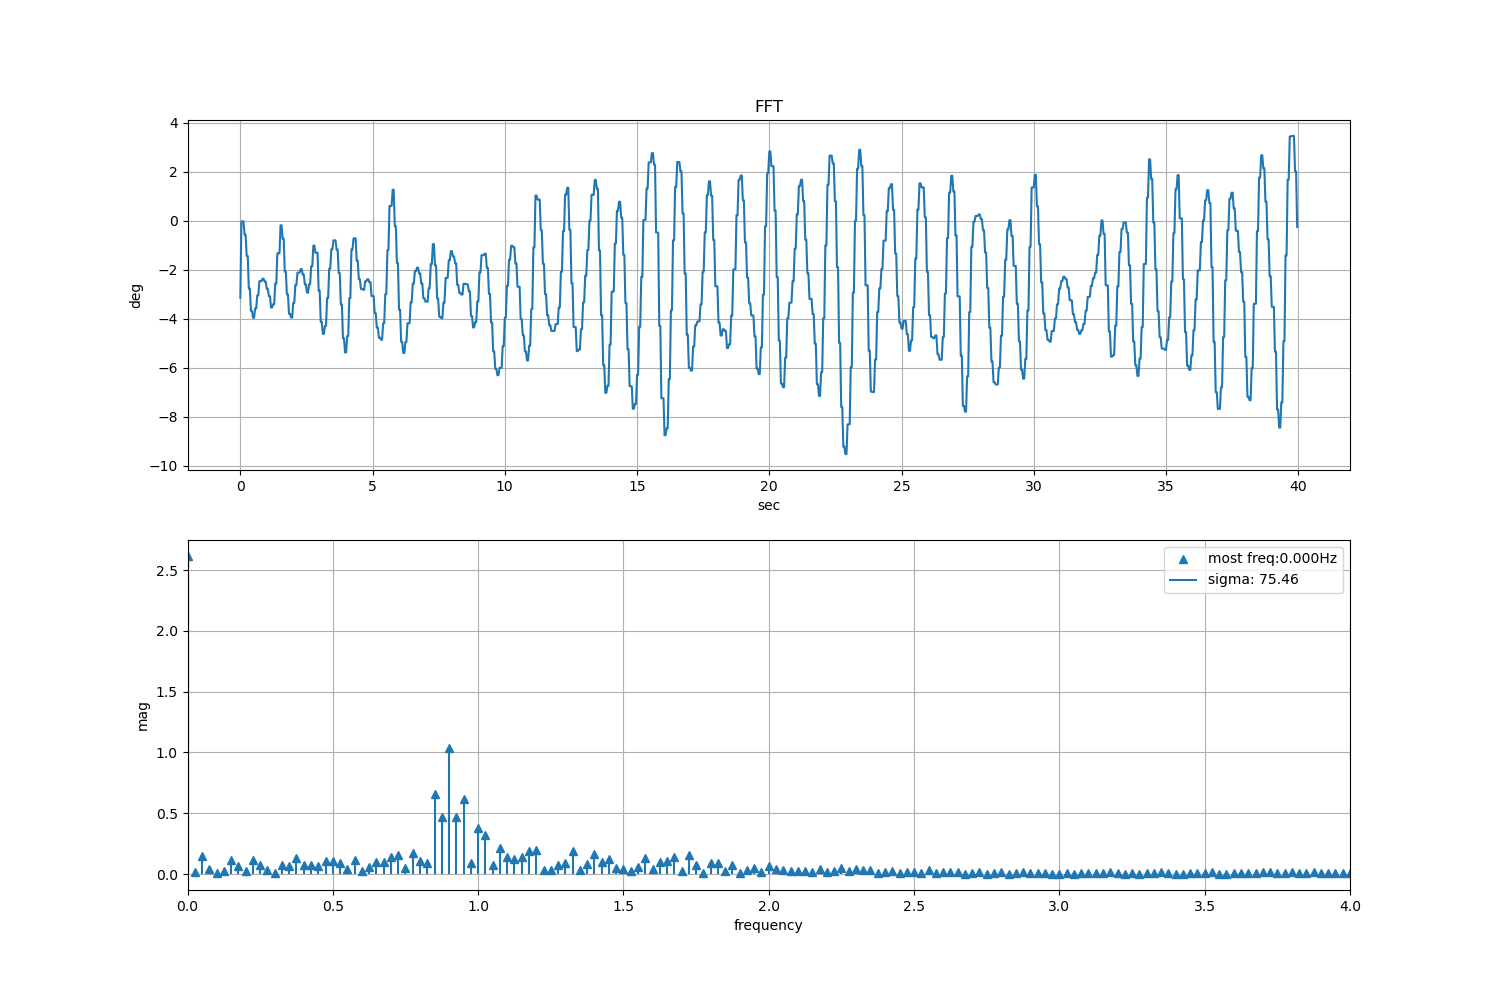 FFT
4
2
0
−2
−4
−6
−8
−10
deg
0 5 10 15 20 25 30 35 40
sec
most freq:0.000Hz
sigma: 75.46
2.5
2.0
1.5
1.0
0.5
0.0
mag
0.0 0.5 1.0 1.5 2.0 2.5 3.0 3.5 4.0
frequency